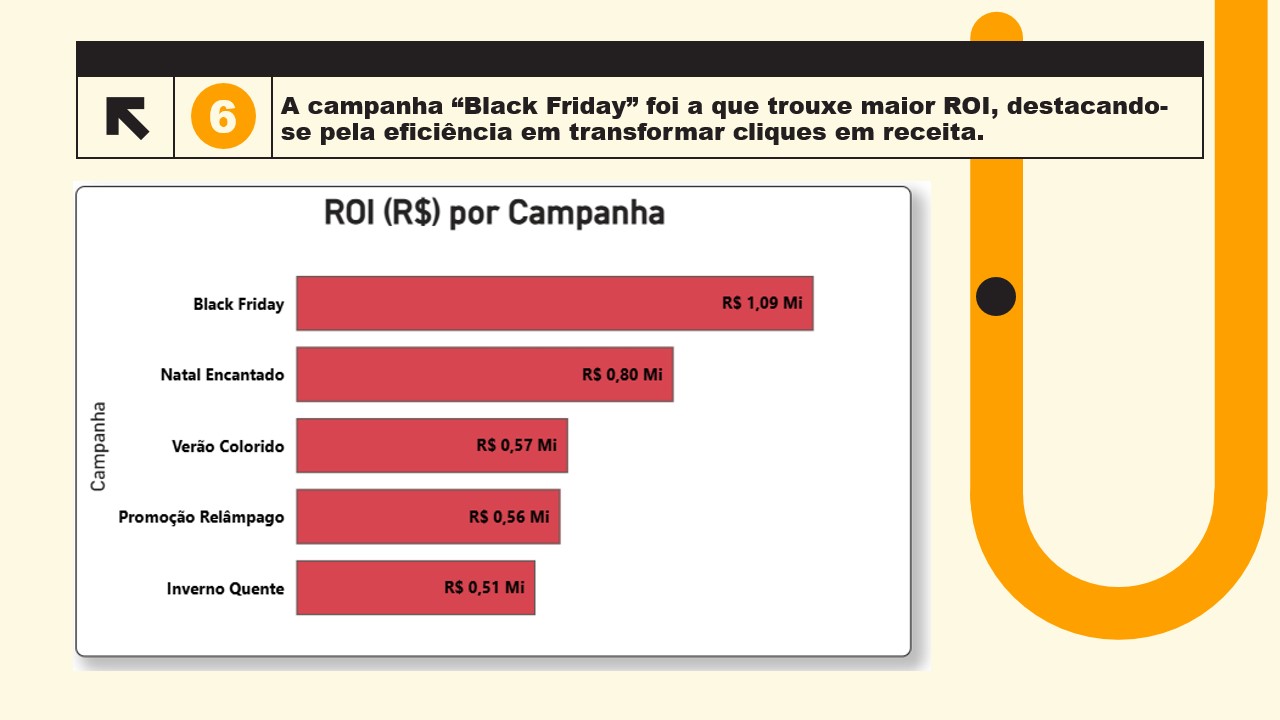 6
A campanha “Black Friday” foi a que trouxe maior ROI, destacando-
se pela eficiência em transformar cliques em receita.
ROI (R$) por Campanha
Campanha
Black Friday R$ 1,09 Mi
Natal Encantado R$ 0,80 Mi
Verão Colorido R$ 0,57 Mi
Promoção Relâmpago R$ 0,56 Mi
Inverno Quente R$ 0,51 Mi